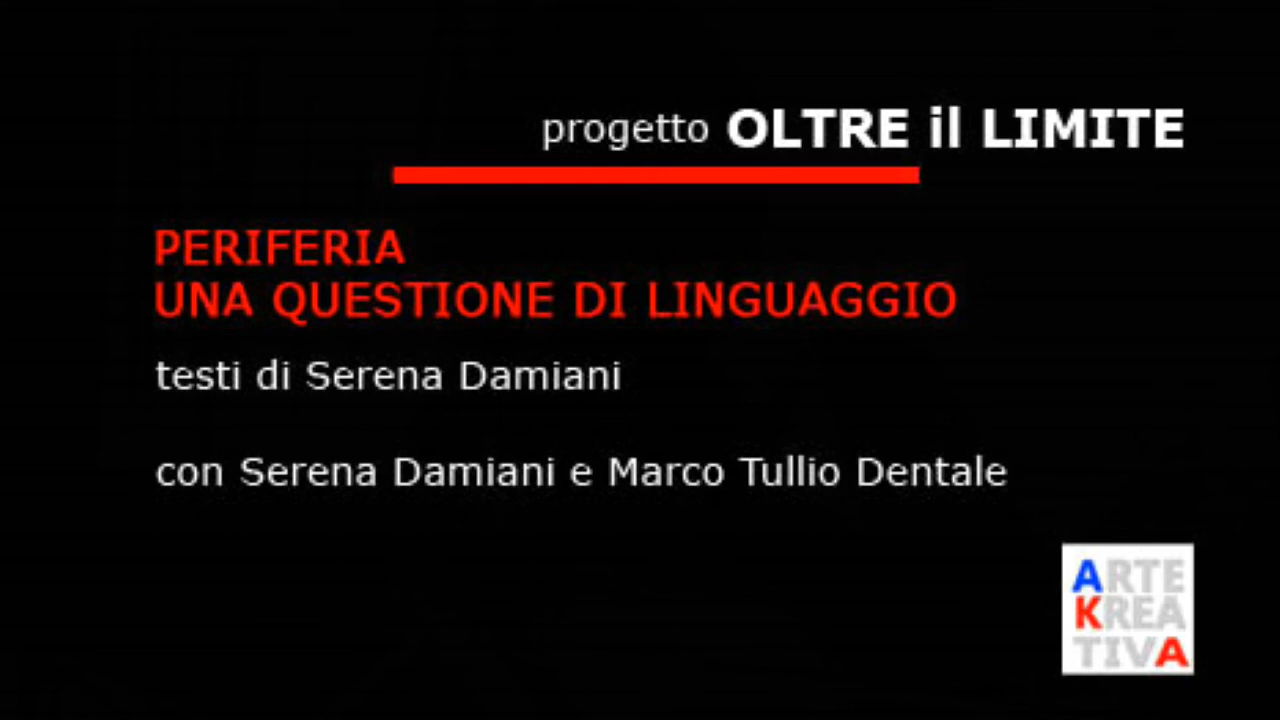 progetto OLTRE il LIMITE
PERIFERIA
UNA QUESTIONE DI LINGUAGGIO
testi di Serena Damiani
con Serena Damiani e Marco Tullio Dentale
ARTE
KREA
TIVA